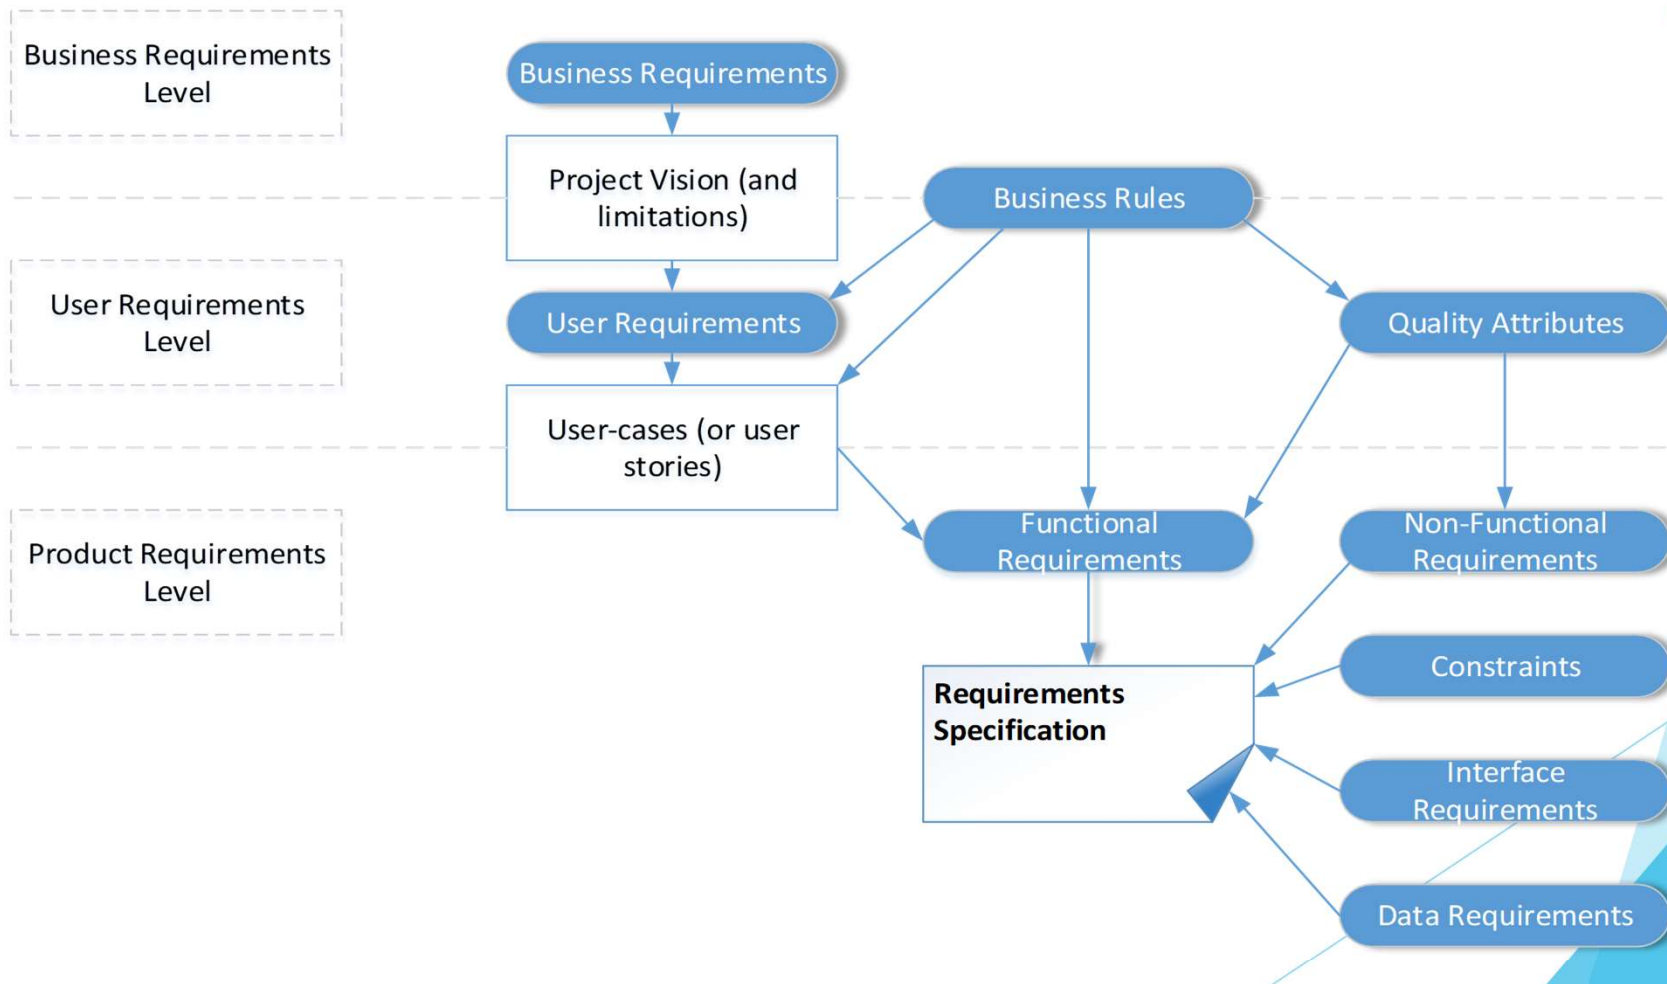 Business Requirements
Level
Business Requirements
Project Vision (and
limitations)
Business Rules
User Requirements
Level
User Requirements
Quality Attributes
User-cases (or user
stories)
Product Requirements
Level
Functional
Requirements
Non-Functional
Requirements
Requirements
Specification
Constraints
Interface
Requirements
Data Requirements